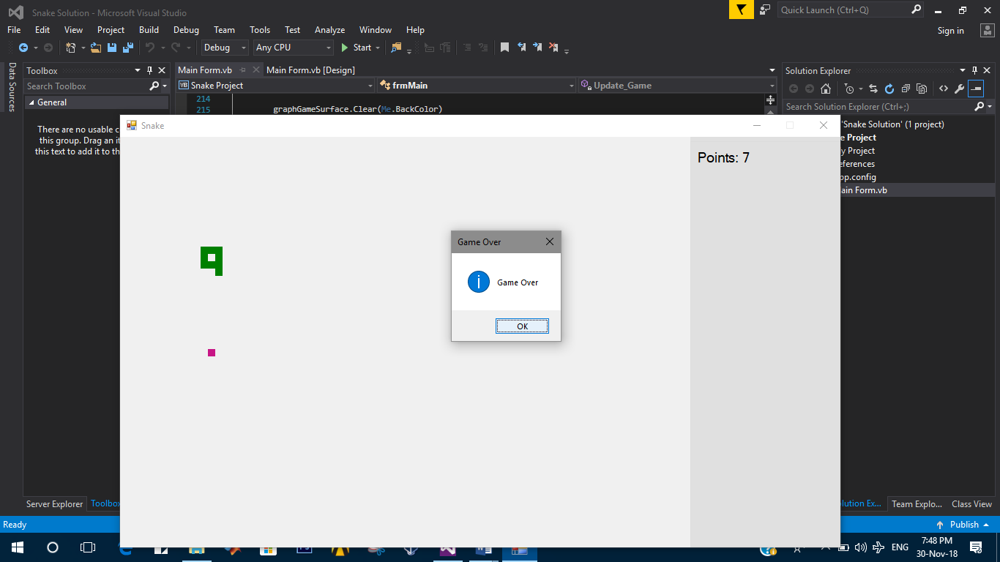 Snake Solution - Microsoft Visual Studio
Quick Launch (Ctrl+Q)
File Edit View Project Build Debug Team Tools Test Analyze Window Help
Sign in
Debug Any CPU Start
Data Sources
Toolbox
Search Toolbox
General
There are no usable c
this group. Drag an it
this text to add it to th
Main Form.vb Main Form.vb [Design]
VB Snake Project frmMain Update_Game
214
215 graphGameSurface.Clear(Me.BackColor)
Solution Explorer
Search Solution Explorer (Ctrl+;)
'Snake Solution' (1 project)
e Project
y Project
eferences
pp.config
ain Form.vb
Snake
Points: 7
Game Over
Game Over
OK
Server Explorer Toolbox
lution Ex... Team Explo... Class View
Ready
Publish
ENG
7:48 PM
30-Nov-18